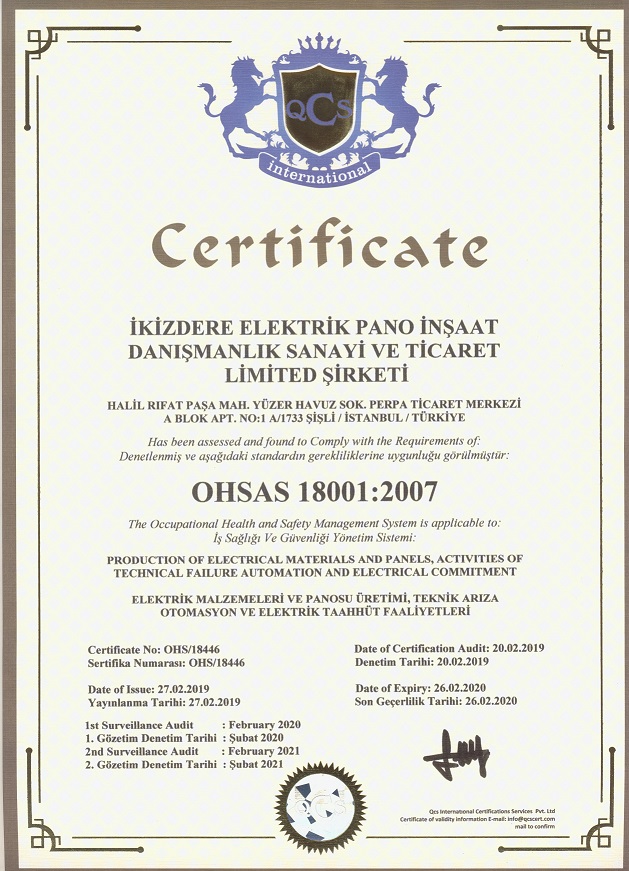 QCS
international
Certificate
İKİZDERE ELEKTRİK PANO İNŞAAT
DANIŞMANLIK SANAYİ VE TİCARET
LİMİTED ŞİRKETİ
HALİL RIFAT PAŞA MAH. YÜZER HAVUZ SOK. PERPA TİCARET MERKEZİ
A BLOK APT. NO:1 A/1733 ŞİŞLİ / İSTANBUL / TÜRKİYE
Has been assessed and found to Comply with the Requirements of:
Denetlenmiş ve aşağıdaki standardın gerekliliklerine uygunluğu görülmüştür:
OHSAS 18001:2007
The Occupational Health and Safety Management System is applicable to:
İş Sağlığı Ve Güvenliği Yönetim Sistemi:
PRODUCTION OF ELECTRICAL MATERIALS AND PANELS, ACTIVITIES OF
TECHNICAL FAILURE AUTOMATION AND ELECTRICAL COMMITMENT
ELEKTRİK MALZEMELERİ VE PANOSU ÜRETİMİ, TEKNİK ARIZA
OTOMASYON VE ELEKTRİK TAAHHÜT FAALİYETLERİ
Certificate No: OHS/18446
Sertifika Numarası: OHS/18446
Date of Certification Audit: 20.02.2019
Denetim Tarihi: 20.02.2019
Date of Issue: 27.02.2019
Yayınlanma Tarihi: 27.02.2019
Date of Expiry: 26.02.2020
Son Geçerlilik Tarihi: 26.02.2020
1st Surveillance Audit : February 2020
1. Gözetim Denetim Tarihi : Şubat 2020
2nd Surveillance Audit : February 2021
2. Gözetim Denetim Tarihi : Şubat 2021
QCS
Qcs International Certifications Services Pvt. Ltd
Certificate of validity information E-mail: info@qcscert.com
mail to confirm